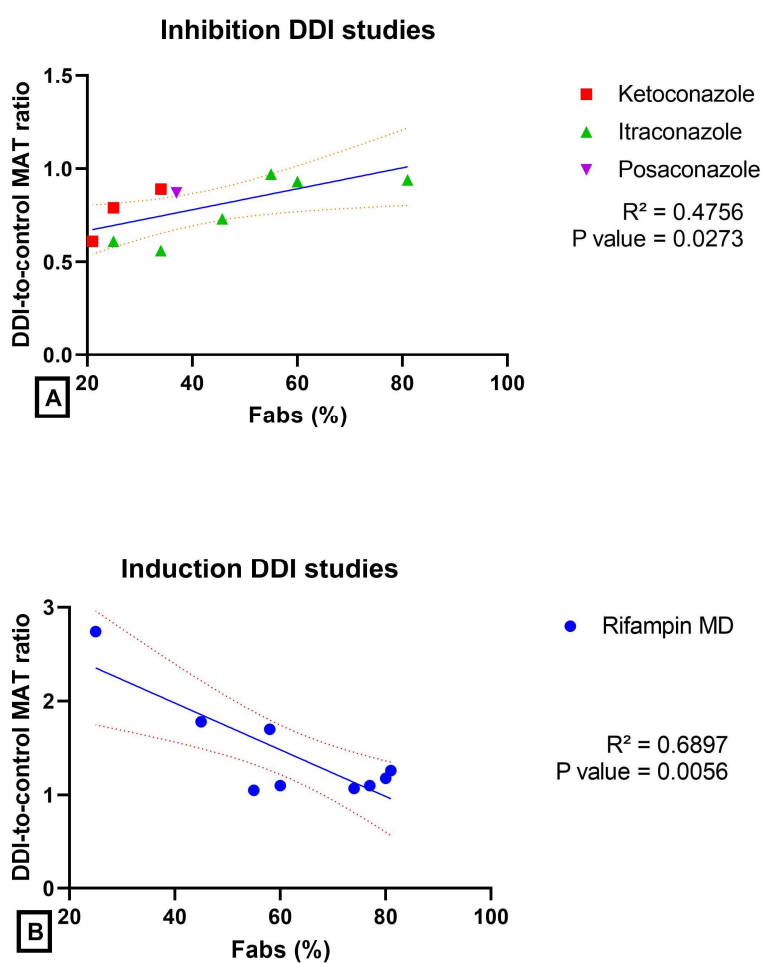 Inhibition DDI studies
DDI-to-control MAT ratio
1.5
1.0
0.5
0.0
20 40 60 80 100
Fabs (%)
Ketoconazole
Itraconazole
Posaconazole
R² = 0.4756
P value = 0.0273
A
Induction DDI studies
DDI-to-control MAT ratio
3
2
1
0
20 40 60 80 100
Fabs (%)
Rifampin MD
R² = 0.6897
P value = 0.0056
B